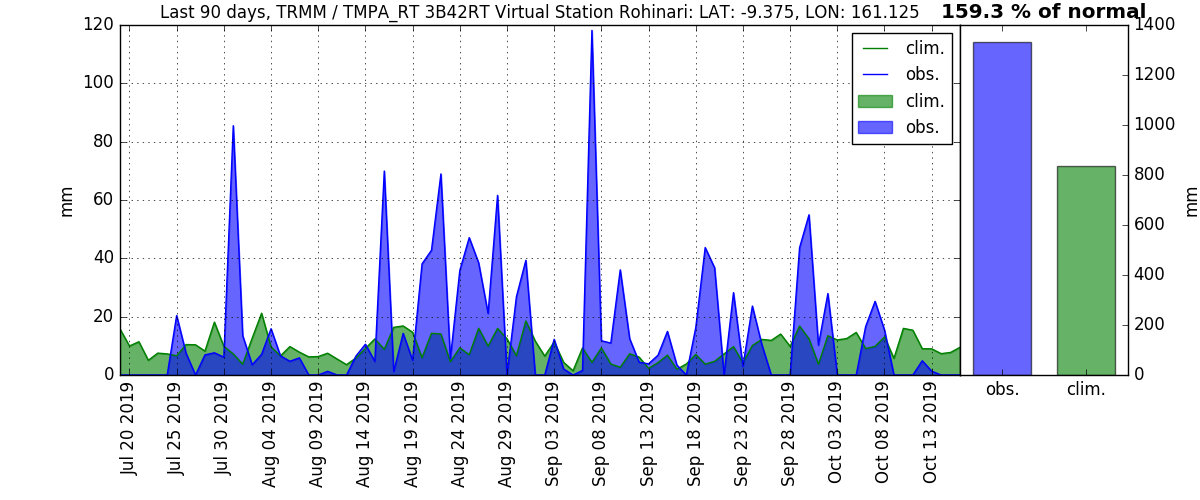 Last 90 days, TRMM / TMPA_RT 3B42RT Virtual Station Rohinari: LAT: -9.375, LON: 161.125
159.3 % of normal
120
100
80
60
40
20
0
mm
clim.
obs.
clim.
obs.
Jul 20 2019
Jul 25 2019
Jul 30 2019
Aug 04 2019
Aug 09 2019
Aug 14 2019
Aug 19 2019
Aug 24 2019
Aug 29 2019
Sep 03 2019
Sep 08 2019
Sep 13 2019
Sep 18 2019
Sep 23 2019
Sep 28 2019
Oct 03 2019
Oct 08 2019
Oct 13 2019
1400
1200
1000
800
600
400
200
0
mm
obs.
clim.